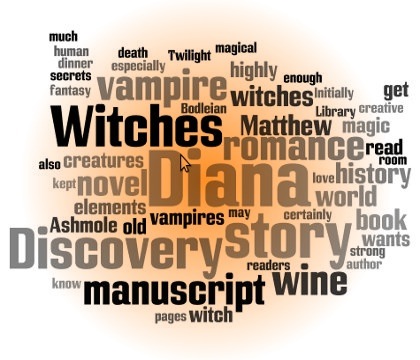 much
human
death
Twilight
magical
dinner
especially
secrets
vampire
highly
enough
fantasy
Bodleian
witches
Initially
get
Witches
Library
creative
Matthew
magic
romance
read
also
creatures
room
Diana
love
history
kept
novel
world
elements
vampires
may
certainly
book
Ashmole
old
story
wants
Discovery
strong
readers
author
know
manuscript
wine
pages
witch